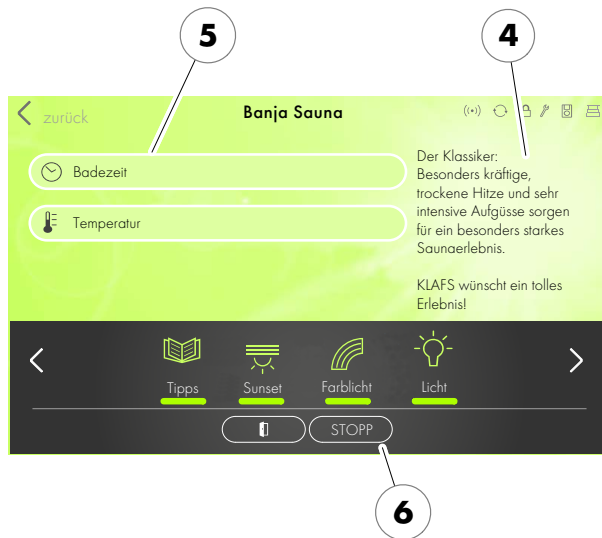 5
4
zurück
Banja Sauna
Badezeit
Temperatur
Der Klassiker:
Besonders kräftige,
trockene Hitze und sehr
intensive Aufgüsse sorgen
für ein besonders starkes
Saunaerlebnis.
KLAFS wünscht ein tolles
Erlebnis!
Tipps
Sunset
Farblicht
Licht
STOPP
6